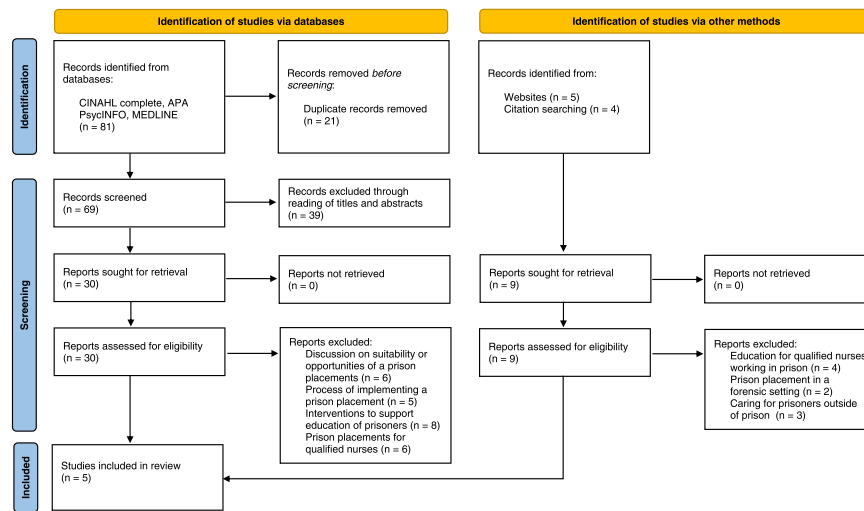 Identification of studies via databases
Identification of studies via other methods
Identification
Records identified from
databases:
CINAHL complete, APA
PsycINFO, MEDLINE
(n = 81)
Records removed before
screening:
Duplicate records removed
(n = 21)
Records identified from:
Websites (n = 5)
Citation searching (n = 4)
Screening
Records screened
(n = 69)
Records excluded through
reading of titles and abstracts
(n = 39)
Reports sought for retrieval
(n = 30)
Reports not retrieved
(n = 0)
Reports sought for retrieval
(n = 9)
Reports not retrieved
(n = 0)
Reports assessed for eligibility
(n = 30)
Reports excluded:
Discussion on suitability or
opportunities of a prison
placements (n = 6)
Process of implementing a
prison placement (n = 5)
Interventions to support
education of prisoners (n = 8)
Prison placements for
qualified nurses (n = 6)
Reports assessed for eligibility
(n = 9)
Reports excluded:
Education for qualified nurses
working in prison (n = 4)
Prison placement in a
forensic setting (n = 2)
Caring for prisoners outside
of prison (n = 3)
Included
Studies included in review
(n = 5)